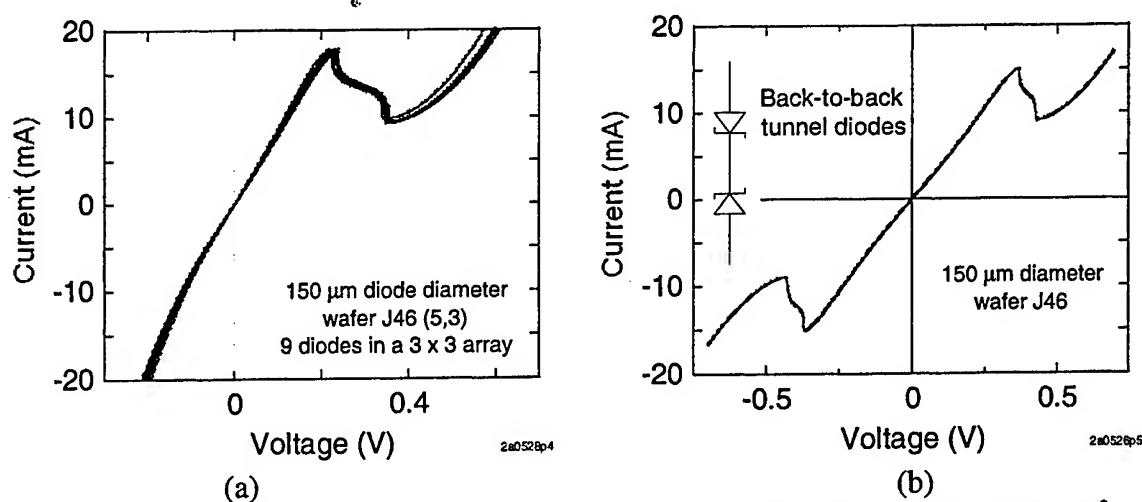 20
10
0
-10
-20
Current (mA)
150 µm diode diameter
wafer J46 (5,3)
9 diodes in a 3 x 3 array
0
0.4
Voltage (V)
2a0528p4
(a)
20
10
0
-10
-20
Current (mA)
Back-to-back
tunnel diodes
150 µm diameter
wafer J46
-0.5
0
0.5
Voltage (V)
2a0526p5
(b)